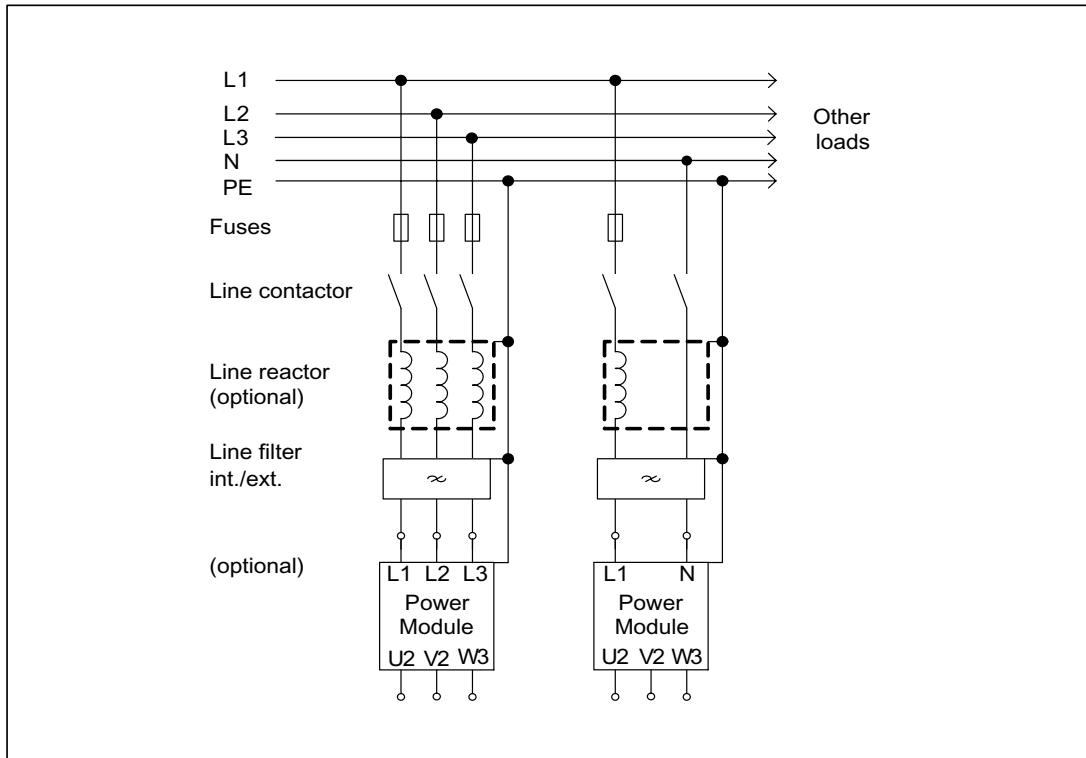 L1
L2
L3
N
PE
Other
loads
Fuses
Line contactor
Line reactor
(optional)
Line filter
int./ext.
(optional)
L1 L2 L3
Power
Module
U2 V2 W3
L1 N
Power
Module
U2 V2 W3